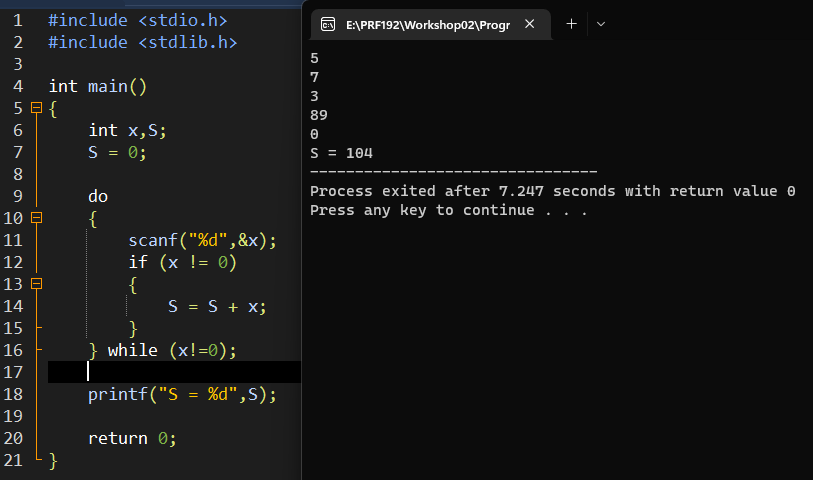 1 #include <stdio.h>
2 #include <stdlib.h>
3
4 int main()
5 {
6 int x,S;
7 S = 0;
8
9 do
10 {
11 scanf("%d",&x);
12 if (x != 0)
13 {
14 S = S + x;
15 }
16 } while (x!=0);
17
18 printf("S = %d",S);
19
20 return 0;
21 }
E:\PRF192\Workshop02\Progr
5
7
3
89
0
S = 104
--------------------------------
Process exited after 7.247 seconds with return value 0
Press any key to continue . . .